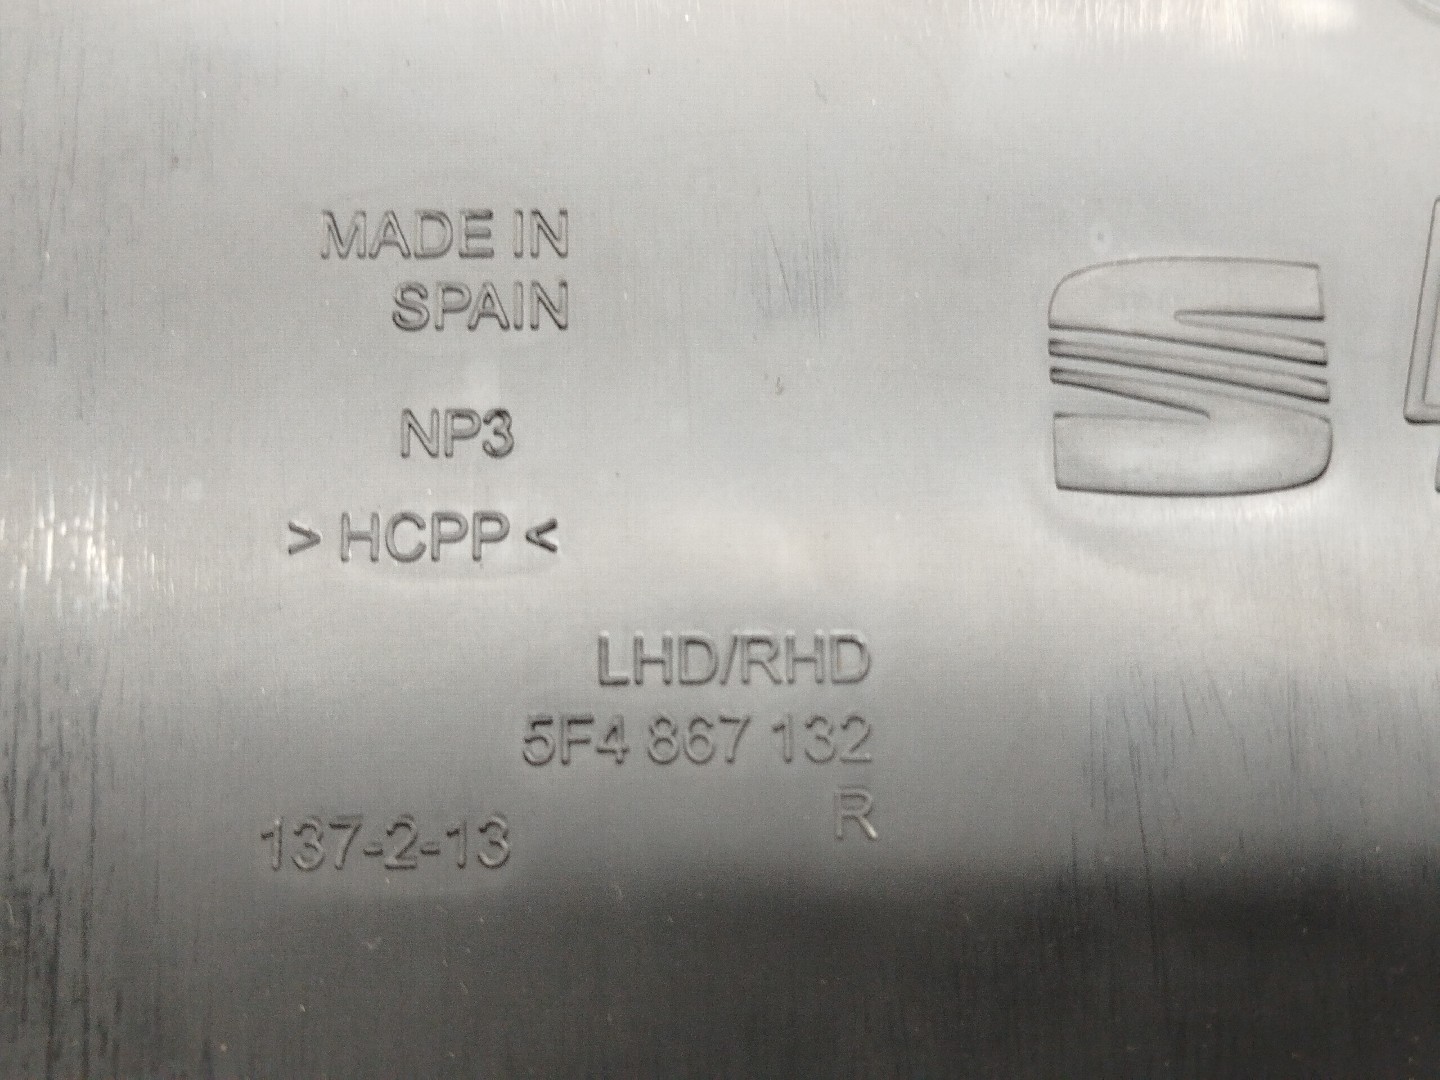 MADE IN
SPAIN
NP3
> HCPP <
LHD/RHD
5F4 867 132
R
137-2-13